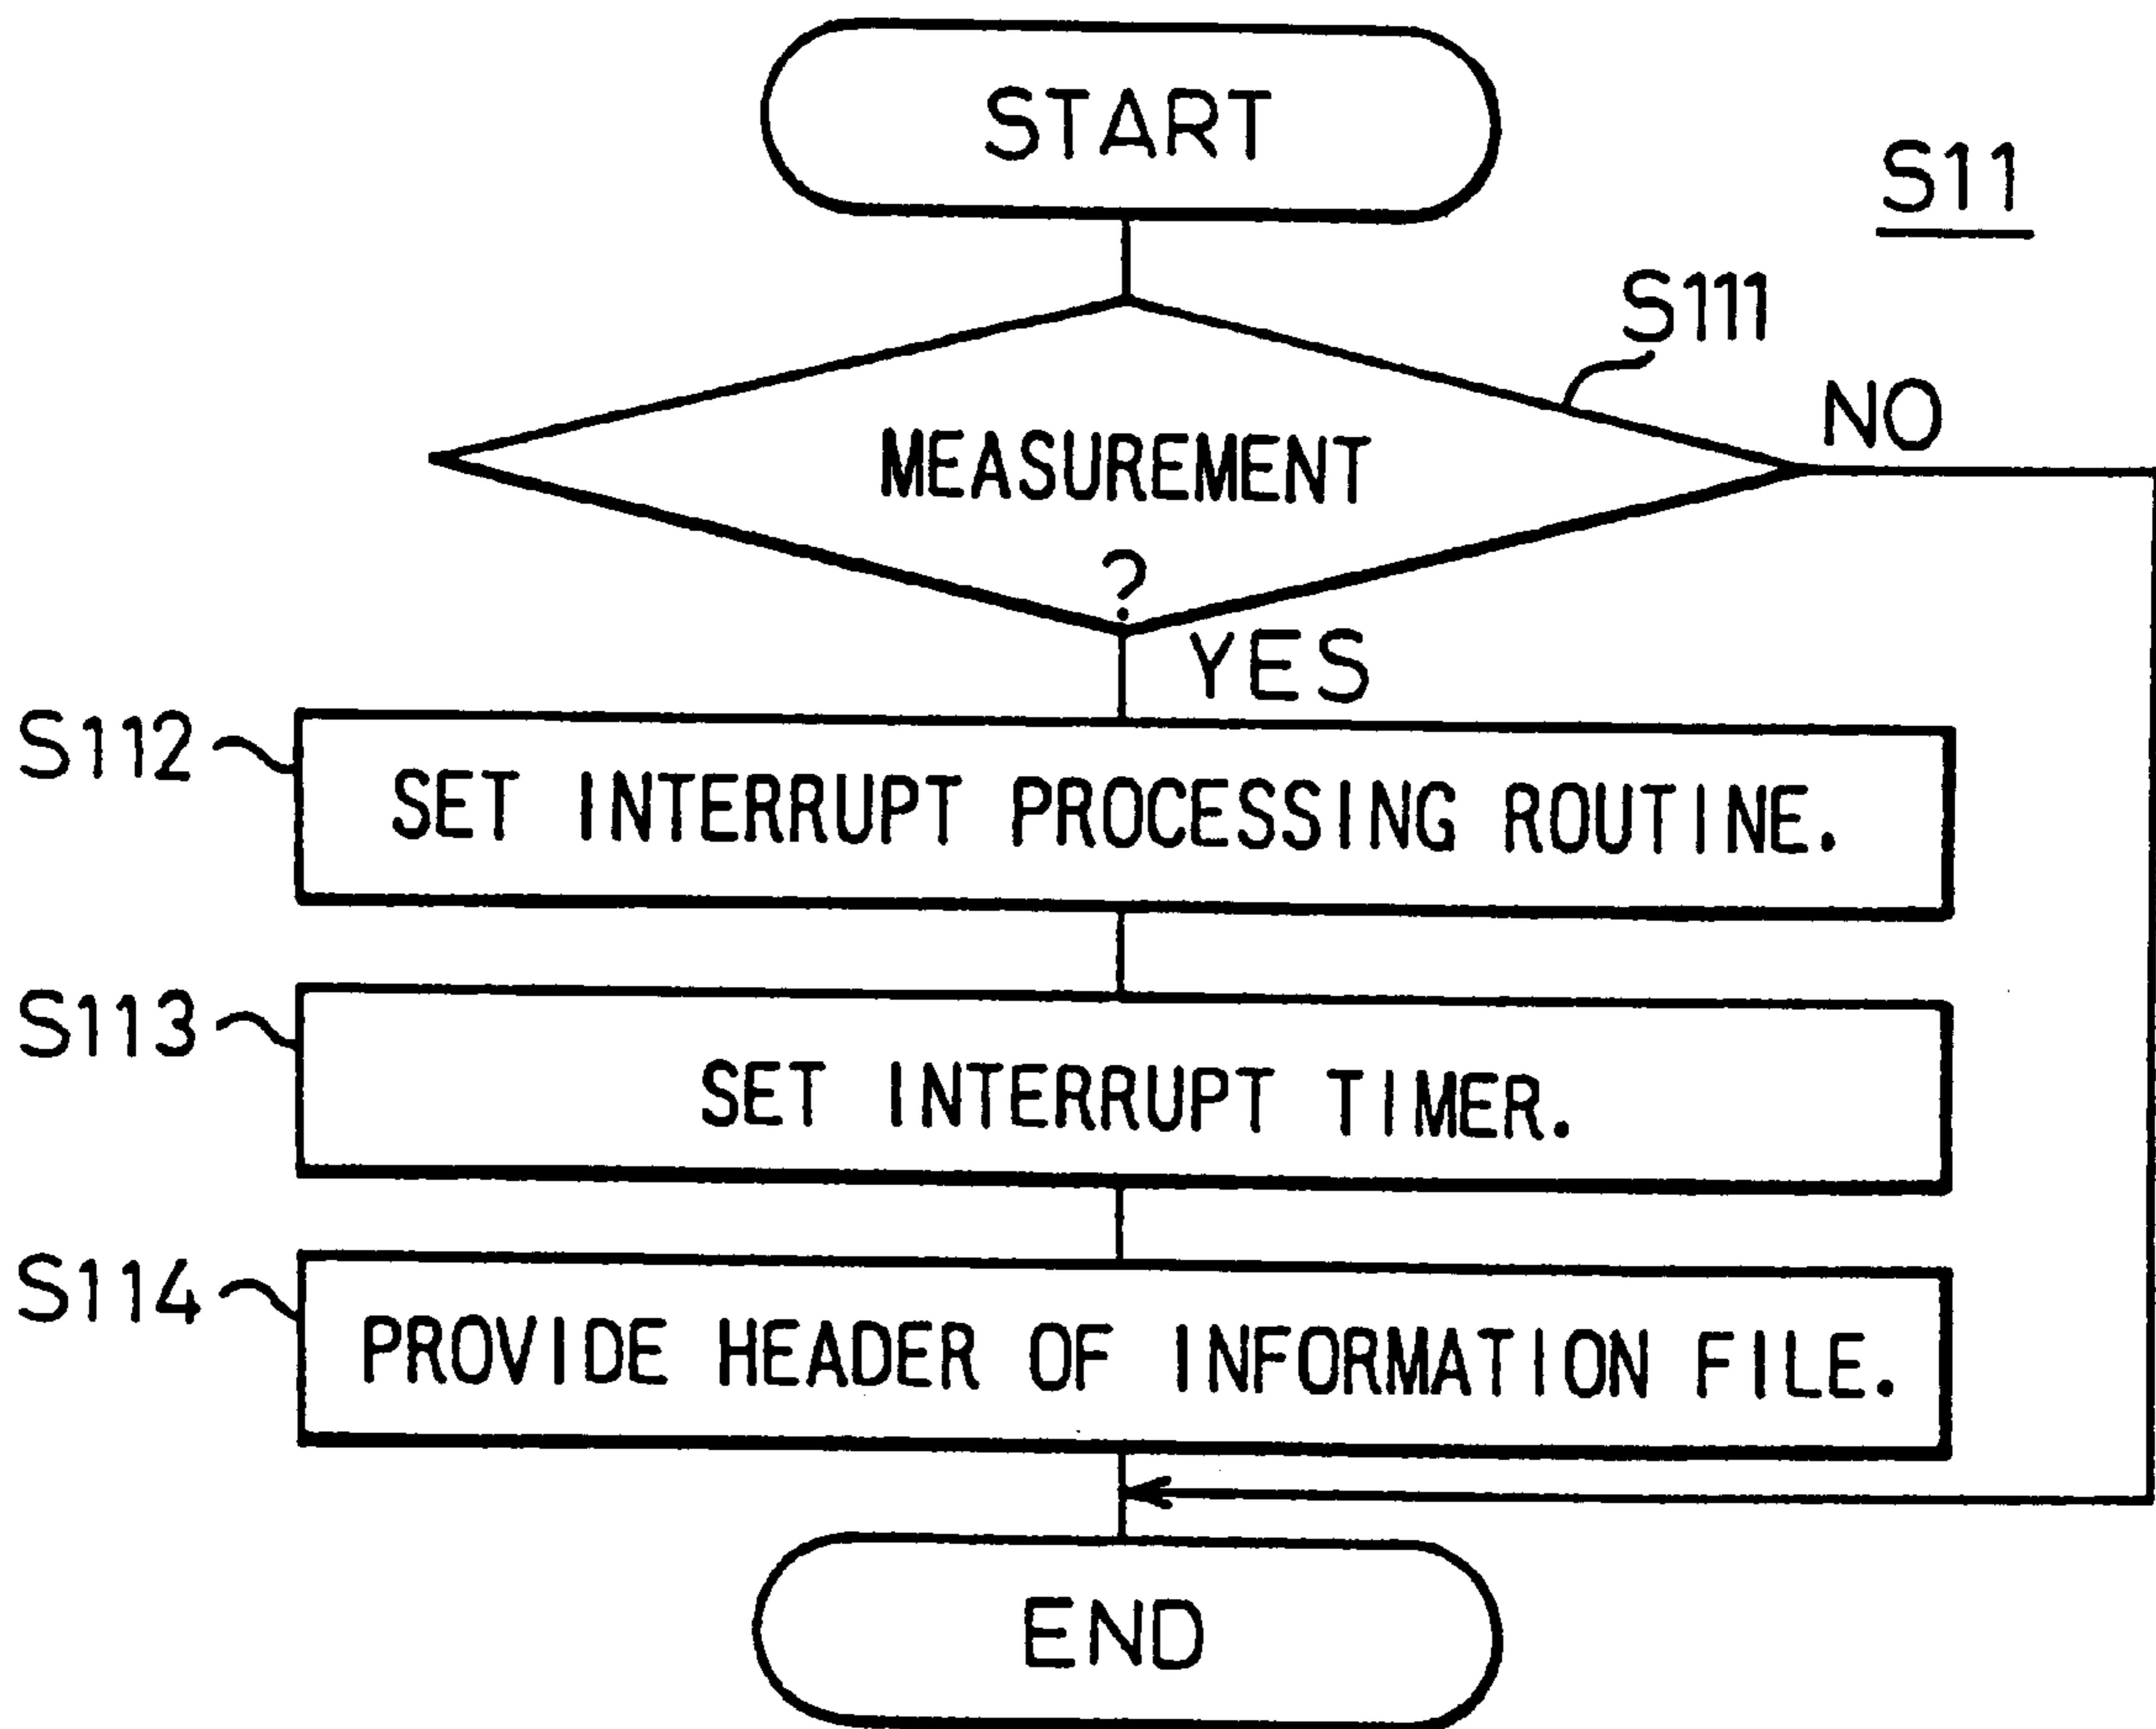 START
S11
S111
NO
MEASUREMENT
?
YES
S112
SET INTERRUPT PROCESSING ROUTINE.
S113
SET INTERRUPT TIMER.
S114
PROVIDE HEADER OF INFORMATION FILE.
END